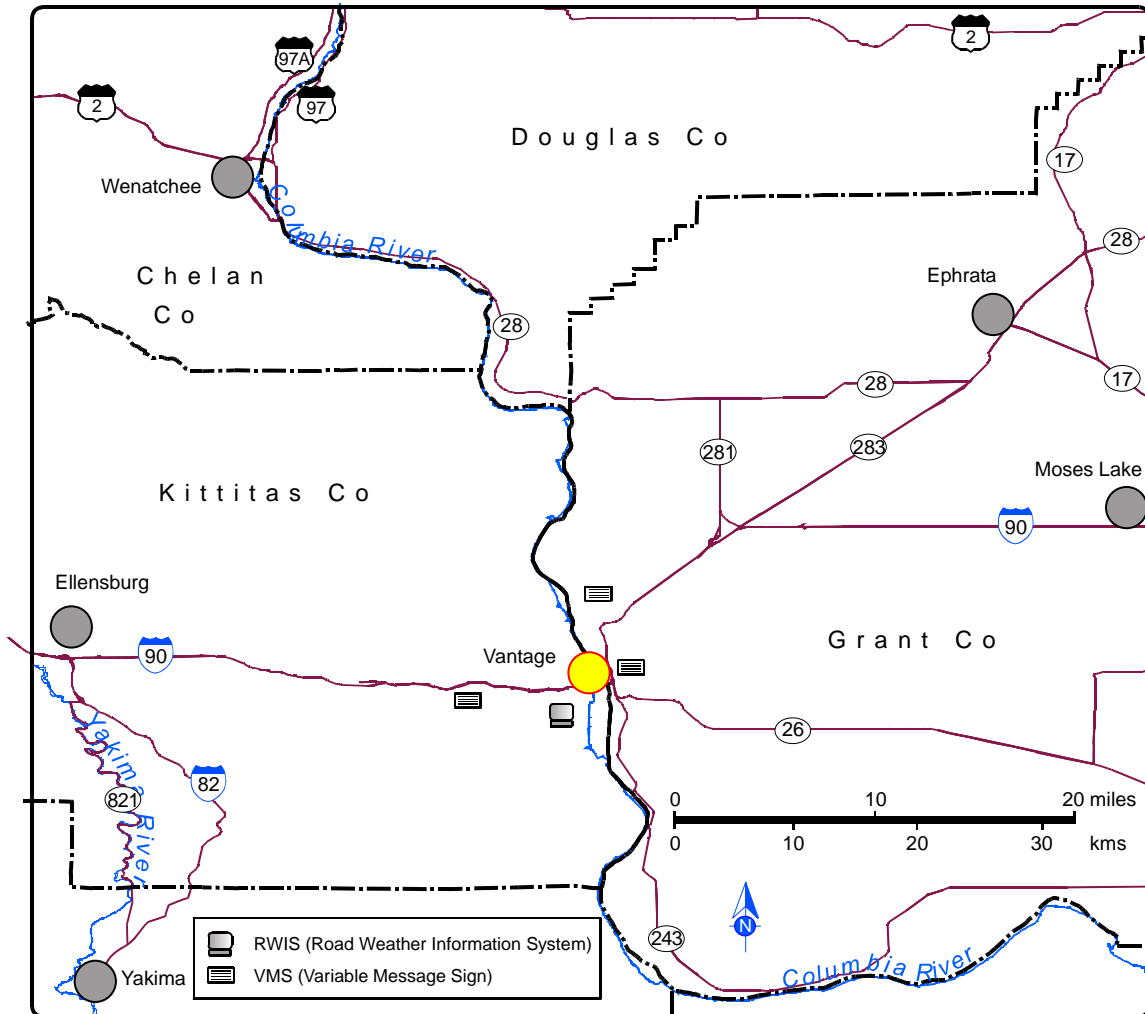 97A
2
2
97
Douglas Co
17
Wenatchee
Columbia River
28
Chelan
Co
Ephrata
28
28
17
281
283
Moses Lake
Kittitas Co
90
Ellensburg
Grant Co
90
Vantage
26
Yakima River
82
821
0 10 20 miles
0 10 20 30 kms
N
243
RWIS (Road Weather Information System)
VMS (Variable Message Sign)
Columbia River
Yakima